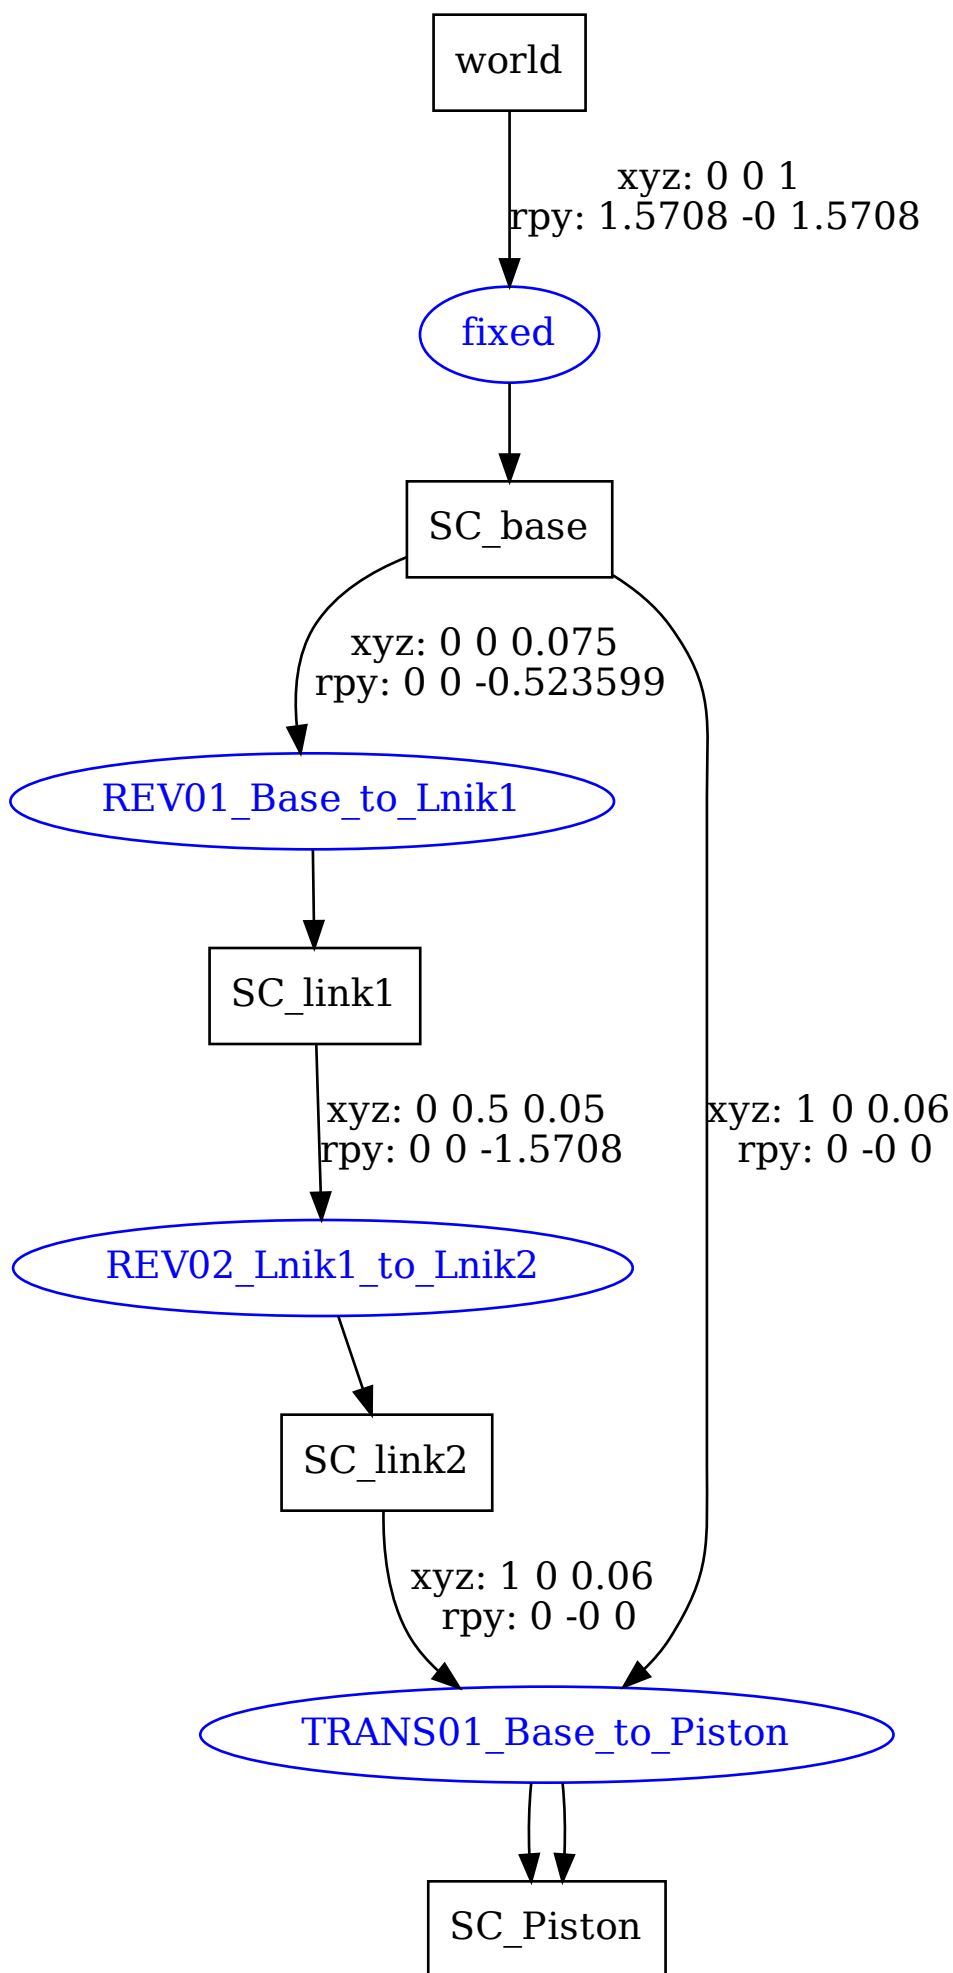 world
xyz: 0 0 1
rpy: 1.5708 -0 1.5708
fixed
SC_base
xyz: 0 0 0.075
rpy: 0 0 -0.523599
REV01_Base_to_Lnik1
SC_link1
xyz: 0 0.5 0.05
rpy: 0 0 -1.5708
xyz: 1 0 0.06
rpy: 0 -0 0
REV02_Lnik1_to_Lnik2
SC_link2
xyz: 1 0 0.06
rpy: 0 -0 0
TRANS01_Base_to_Piston
SC_Piston